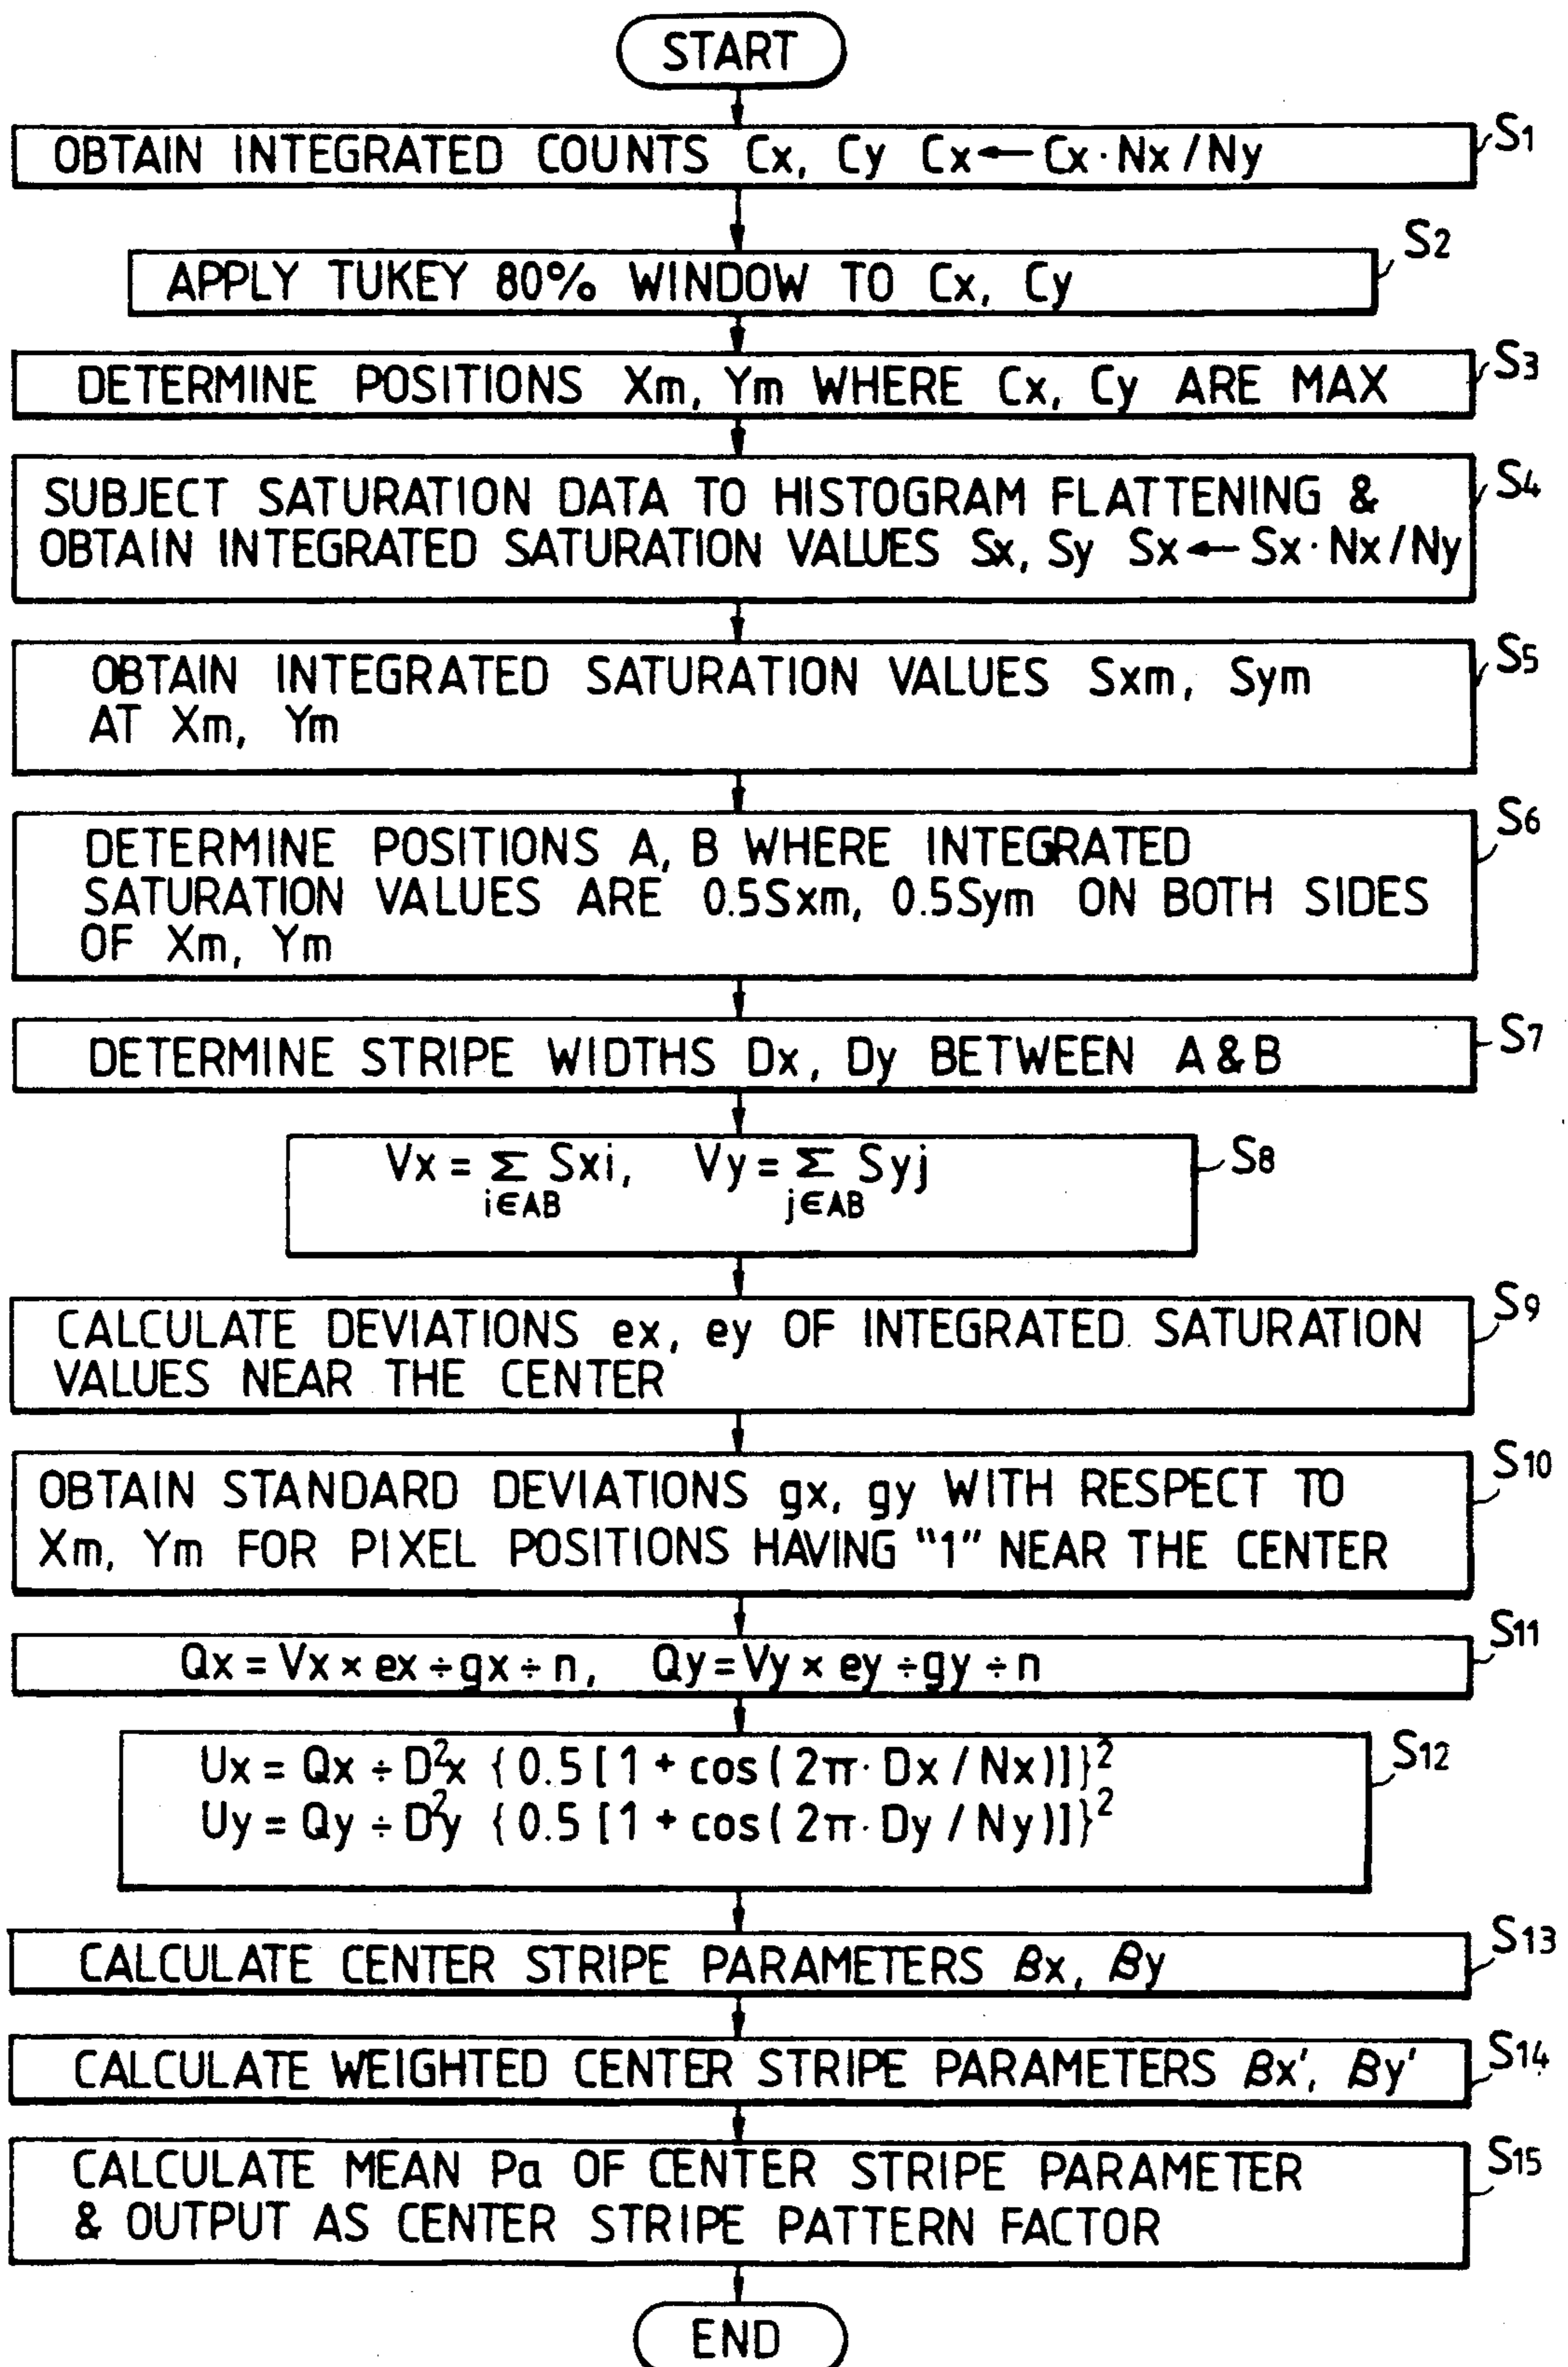 START
OBTAIN INTEGRATED COUNTS Cx, Cy Cx←Cx·Nx/Ny
S1
APPLY TUKEY 80% WINDOW TO Cx, Cy
S2
DETERMINE POSITIONS Xm, Ym WHERE Cx, Cy ARE MAX
S3
SUBJECT SATURATION DATA TO HISTOGRAM FLATTENING &
OBTAIN INTEGRATED SATURATION VALUES Sx, Sy Sx←Sx·Nx/Ny
S4
OBTAIN INTEGRATED SATURATION VALUES Sxm, Sym
AT Xm, Ym
S5
DETERMINE POSITIONS A, B WHERE INTEGRATED
SATURATION VALUES ARE 0.5Sxm, 0.5Sym ON BOTH SIDES
OF Xm, Ym
S6
DETERMINE STRIPE WIDTHS Dx, Dy BETWEEN A & B
S7
Vx = Σ Sxi, Vy = Σ Syj
i∈AB j∈AB
S8
CALCULATE DEVIATIONS ex, ey OF INTEGRATED SATURATION
VALUES NEAR THE CENTER
S9
OBTAIN STANDARD DEVIATIONS gx, gy WITH RESPECT TO
Xm, Ym FOR PIXEL POSITIONS HAVING "1" NEAR THE CENTER
S10
Qx = Vx × ex ÷ gx ÷ n, Qy = Vy × ey ÷ gy ÷ n
S11
Ux = Qx ÷ D²x {0.5[1 + cos(2π·Dx/Nx)]}²
Uy = Qy ÷ D²y {0.5[1 + cos(2π·Dy/Ny)]}²
S12
CALCULATE CENTER STRIPE PARAMETERS βx, βy
S13
CALCULATE WEIGHTED CENTER STRIPE PARAMETERS βx', βy'
S14
CALCULATE MEAN Pa OF CENTER STRIPE PARAMETER
& OUTPUT AS CENTER STRIPE PATTERN FACTOR
S15
END